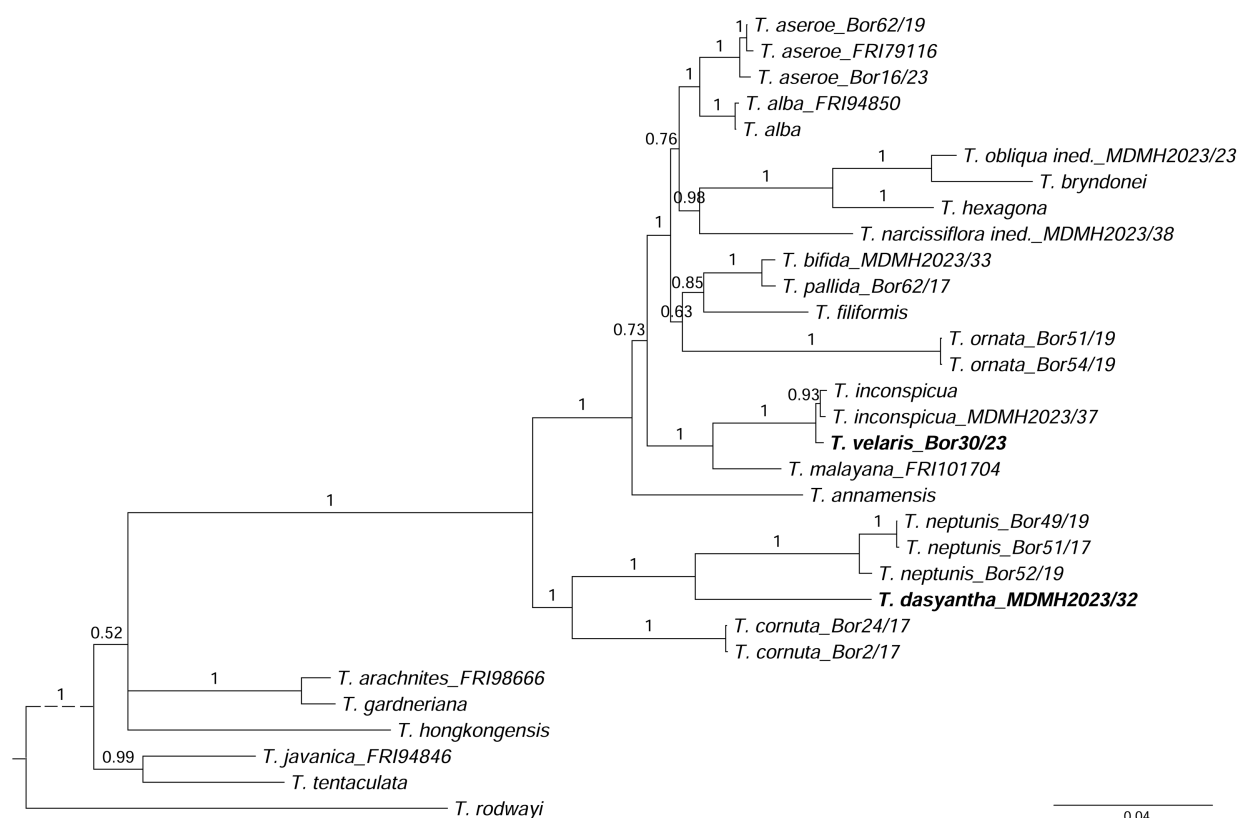 1 T. aseroe_Bor62/19
1 T. aseroe_FRI79116
1 T. aseroe_Bor16/23
1 T. alba_FRI94850
T. alba
0.76
1 T. obliqua ined._MDMH2023/23
1 T. bryndonei
0.98 1 T. hexagona
1 T. narcissiflora ined._MDMH2023/38
1 T. bifida_MDMH2023/33
0.85 T. pallida_Bor62/17
0.63 T. filiformis
0.73 1 T. ornata_Bor51/19
T. ornata_Bor54/19
0.93 T. inconspicua
1 1 T. inconspicua_MDMH2023/37
1 T. velaris_Bor30/23
T. malayana_FRI101704
T. annamensis
1 1 T. neptunis_Bor49/19
1 T. neptunis_Bor51/17
1 T. neptunis_Bor52/19
1 T. dasyantha_MDMH2023/32
1 T. cornuta_Bor24/17
0.52 T. cornuta_Bor2/17
1 T. arachnites_FRI98666
1 T. gardneriana
T. hongkongensis
0.99 T. javanica_FRI94846
T. tentaculata
T. rodwayi
0.04